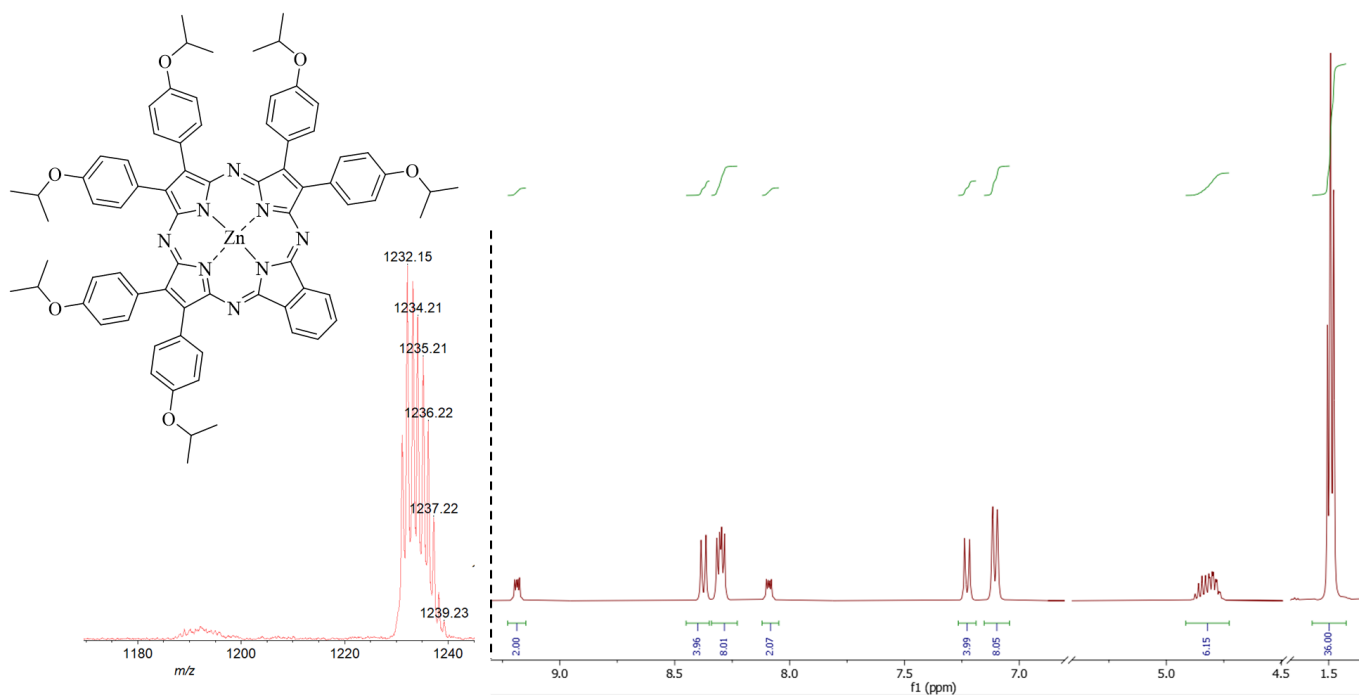 O
O
O
O
N
N
N
N
Zn
N
N
N
N
O
O
1232.15
1234.21
1235.21
1236.22
1237.22
1239.23
1180
1200
1220
1240
m/z
2.00
3.96
8.01
2.07
3.99
8.05
6.15
36.00
9.0
8.5
8.0
7.5
7.0
5.0
4.5
1.5
f1 (ppm)